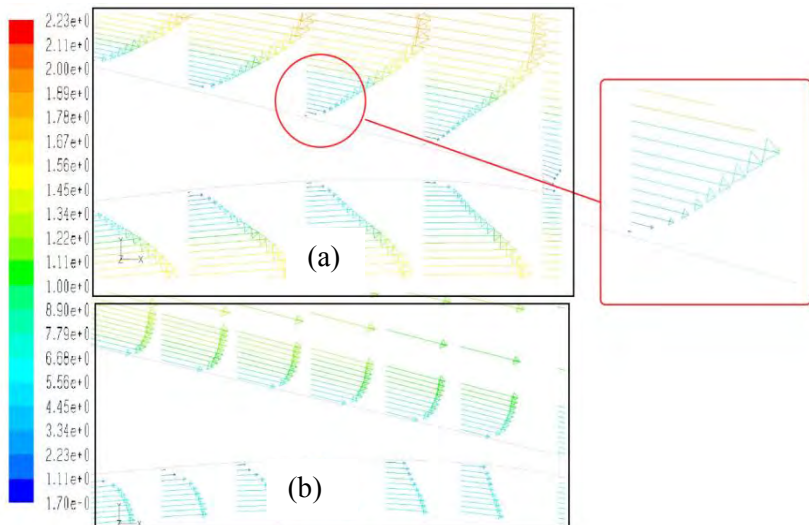 2.23e+0
2.11e+0
2.00e+0
1.89e+0
1.78e+0
1.67e+0
1.56e+0
1.45e+0
1.34e+0
1.22e+0
1.11e+0
1.00e+0
8.90e+0
7.79e+0
6.68e+0
5.56e+0
4.45e+0
3.34e+0
2.23e+0
1.11e+0
1.70e-0
(a)
Y
Z X
(b)
Y
Z X